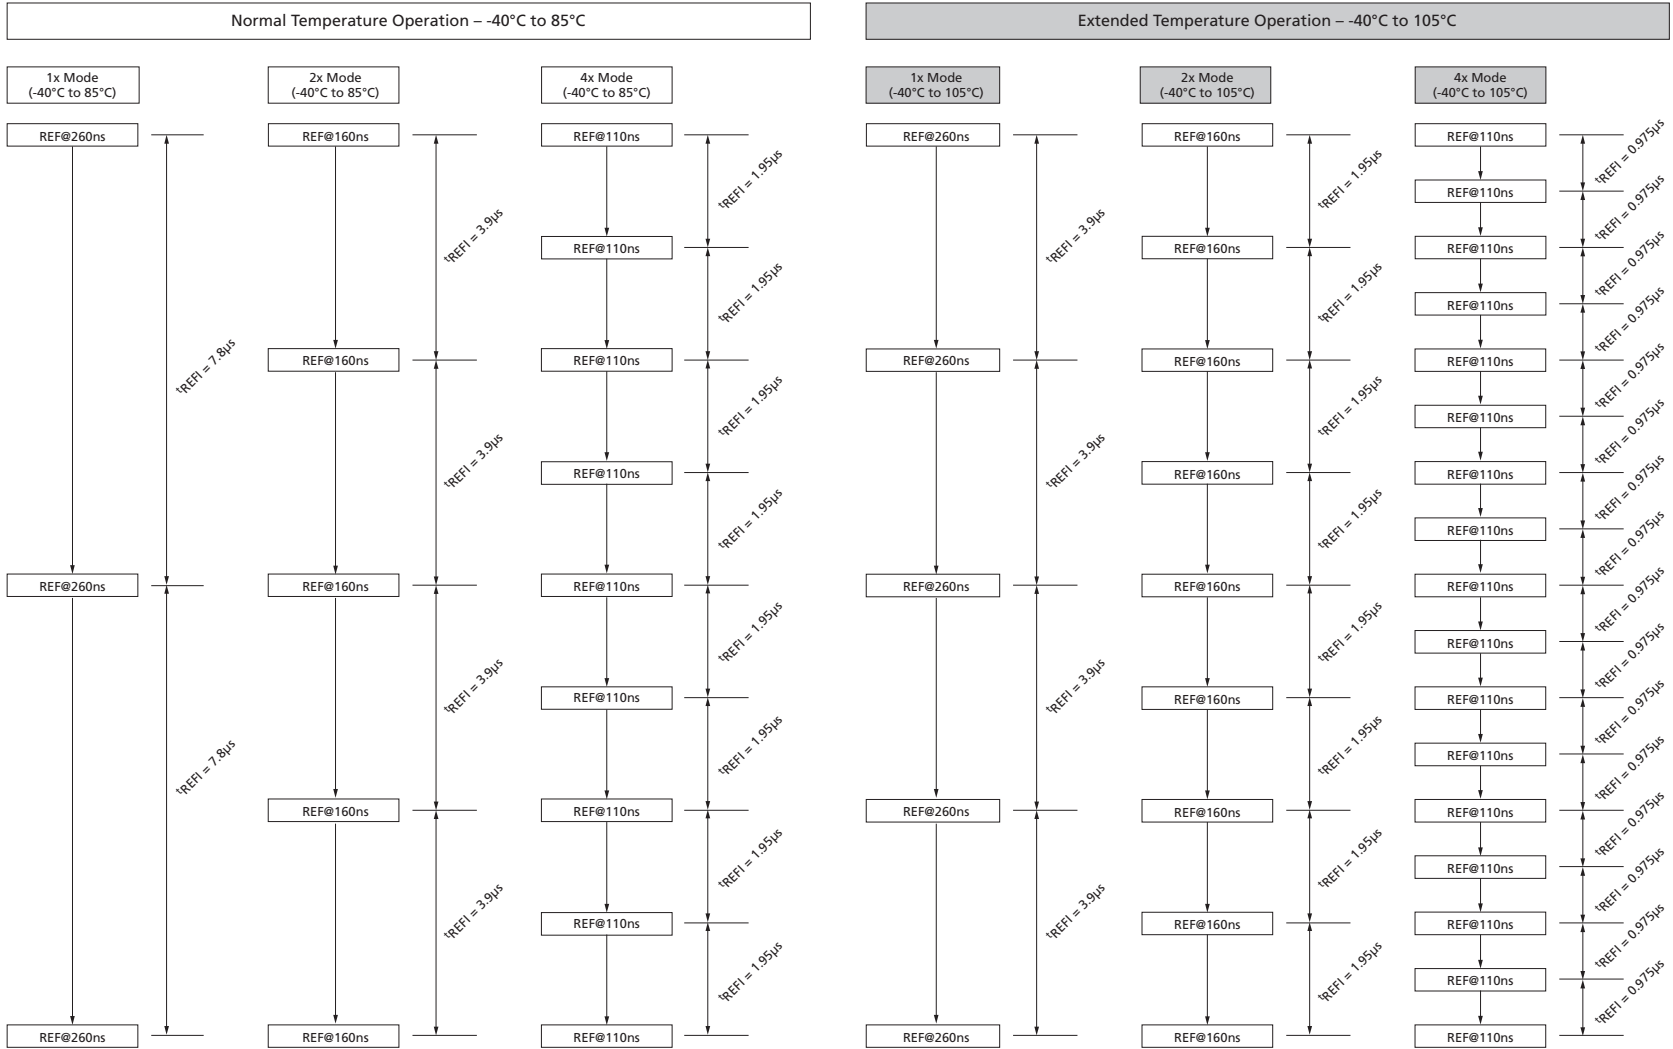 Normal Temperature Operation – -40°C to 85°C
1x Mode
(-40°C to 85°C)
REF@260ns
tREFI = 7.8µs
REF@260ns
tREFI = 7.8µs
REF@260ns
2x Mode
(-40°C to 85°C)
REF@160ns
tREFI = 3.9µs
REF@160ns
tREFI = 3.9µs
REF@160ns
tREFI = 3.9µs
REF@160ns
tREFI = 3.9µs
REF@160ns
4x Mode
(-40°C to 85°C)
REF@110ns
tREFI = 1.95µs
REF@110ns
tREFI = 1.95µs
REF@110ns
tREFI = 1.95µs
REF@110ns
tREFI = 1.95µs
REF@110ns
tREFI = 1.95µs
REF@110ns
tREFI = 1.95µs
REF@110ns
tREFI = 1.95µs
REF@110ns
tREFI = 1.95µs
REF@110ns
Extended Temperature Operation – -40°C to 105°C
1x Mode
(-40°C to 105°C)
REF@260ns
tREFI = 3.9µs
REF@260ns
tREFI = 3.9µs
REF@260ns
tREFI = 3.9µs
REF@260ns
tREFI = 3.9µs
REF@260ns
2x Mode
(-40°C to 105°C)
REF@160ns
tREFI = 1.95µs
REF@160ns
tREFI = 1.95µs
REF@160ns
tREFI = 1.95µs
REF@160ns
tREFI = 1.95µs
REF@160ns
tREFI = 1.95µs
REF@160ns
tREFI = 1.95µs
REF@160ns
tREFI = 1.95µs
REF@160ns
tREFI = 1.95µs
REF@160ns
4x Mode
(-40°C to 105°C)
REF@110ns
tREFI = 0.975µs
REF@110ns
tREFI = 0.975µs
REF@110ns
tREFI = 0.975µs
REF@110ns
tREFI = 0.975µs
REF@110ns
tREFI = 0.975µs
REF@110ns
tREFI = 0.975µs
REF@110ns
tREFI = 0.975µs
REF@110ns
tREFI = 0.975µs
REF@110ns
tREFI = 0.975µs
REF@110ns
tREFI = 0.975µs
REF@110ns
tREFI = 0.975µs
REF@110ns
tREFI = 0.975µs
REF@110ns
tREFI = 0.975µs
REF@110ns
tREFI = 0.975µs
REF@110ns
tREFI = 0.975µs
REF@110ns
tREFI = 0.975µs
REF@110ns